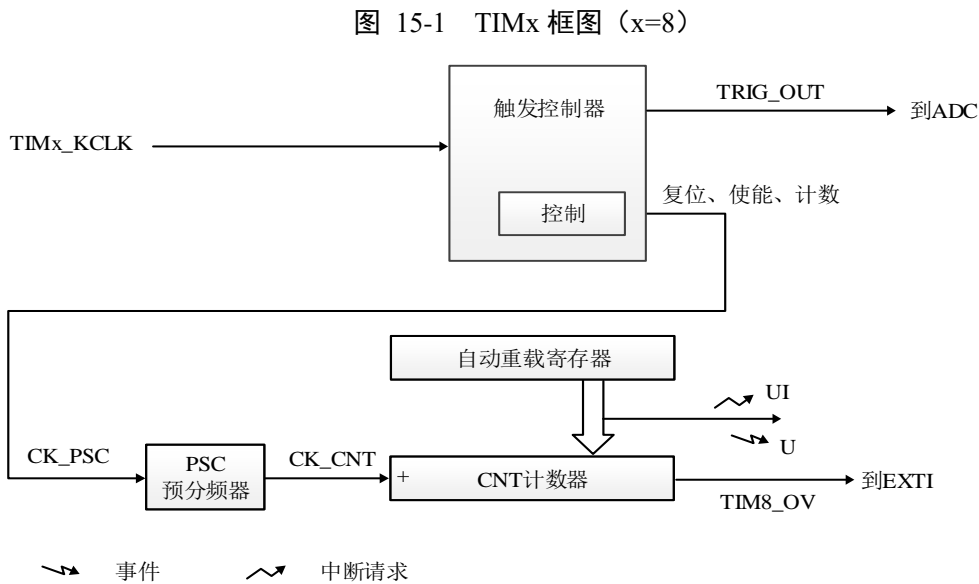 图 15-1 TIMx 框图（x=8）
触发控制器
TRIG_OUT
到ADC
TIMx_KCLK
控制
复位、使能、计数
自动重载寄存器
UI
U
CK_PSC
PSC
预分频器
CK_CNT
+
CNT计数器
TIM8_OV
到EXTI
事件
中断请求